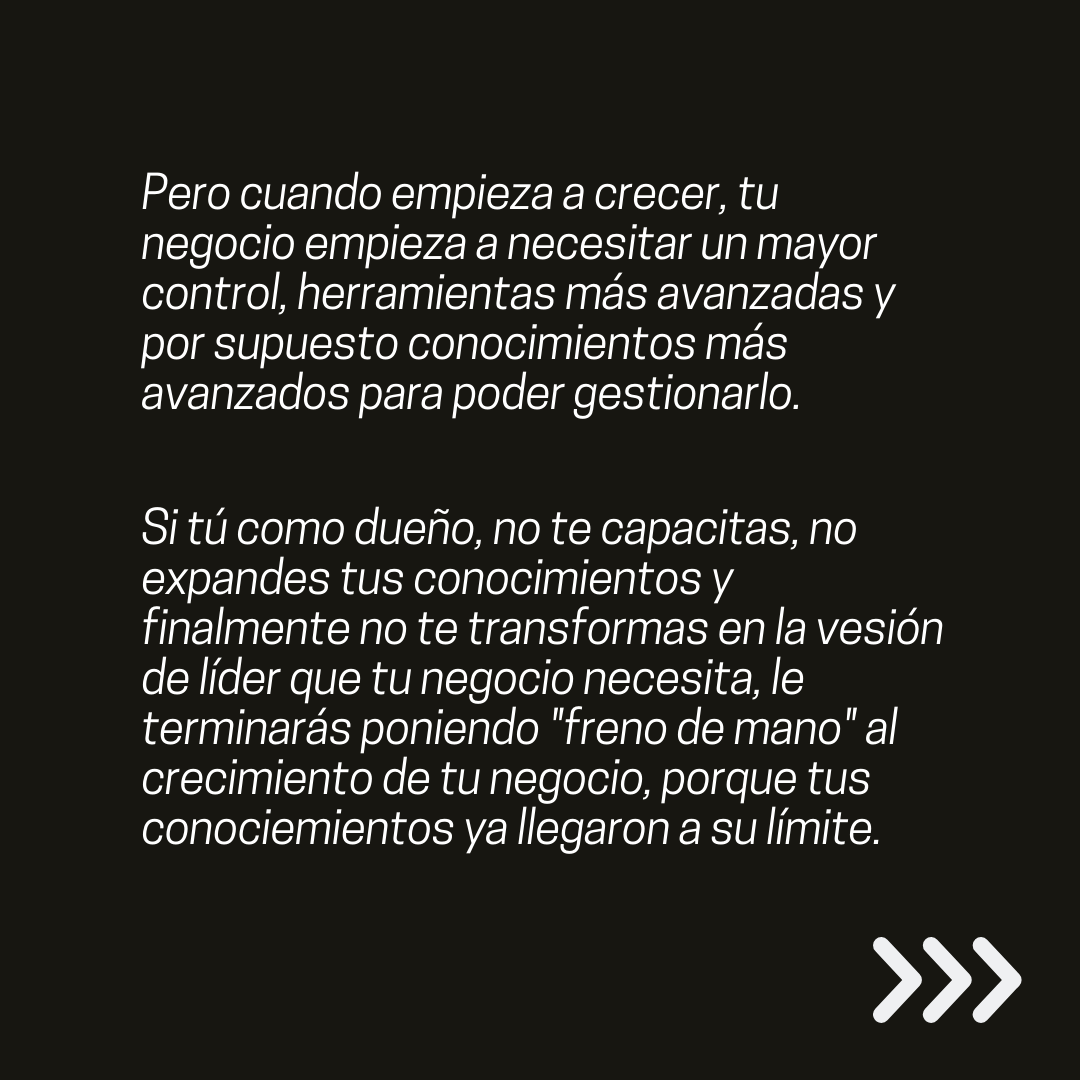 Pero cuando empieza a crecer, tu
negocio empieza a necesitar un mayor
control, herramientas más avanzadas y
por supuesto conocimientos más
avanzados para poder gestionarlo.
Si tú como dueño, no te capacitas, no
expandes tus conocimientos y
finalmente no te transformas en la vesión
de líder que tu negocio necesita, le
terminarás poniendo "freno de mano" al
crecimiento de tu negocio, porque tus
conociemientos ya llegaron a su límite.